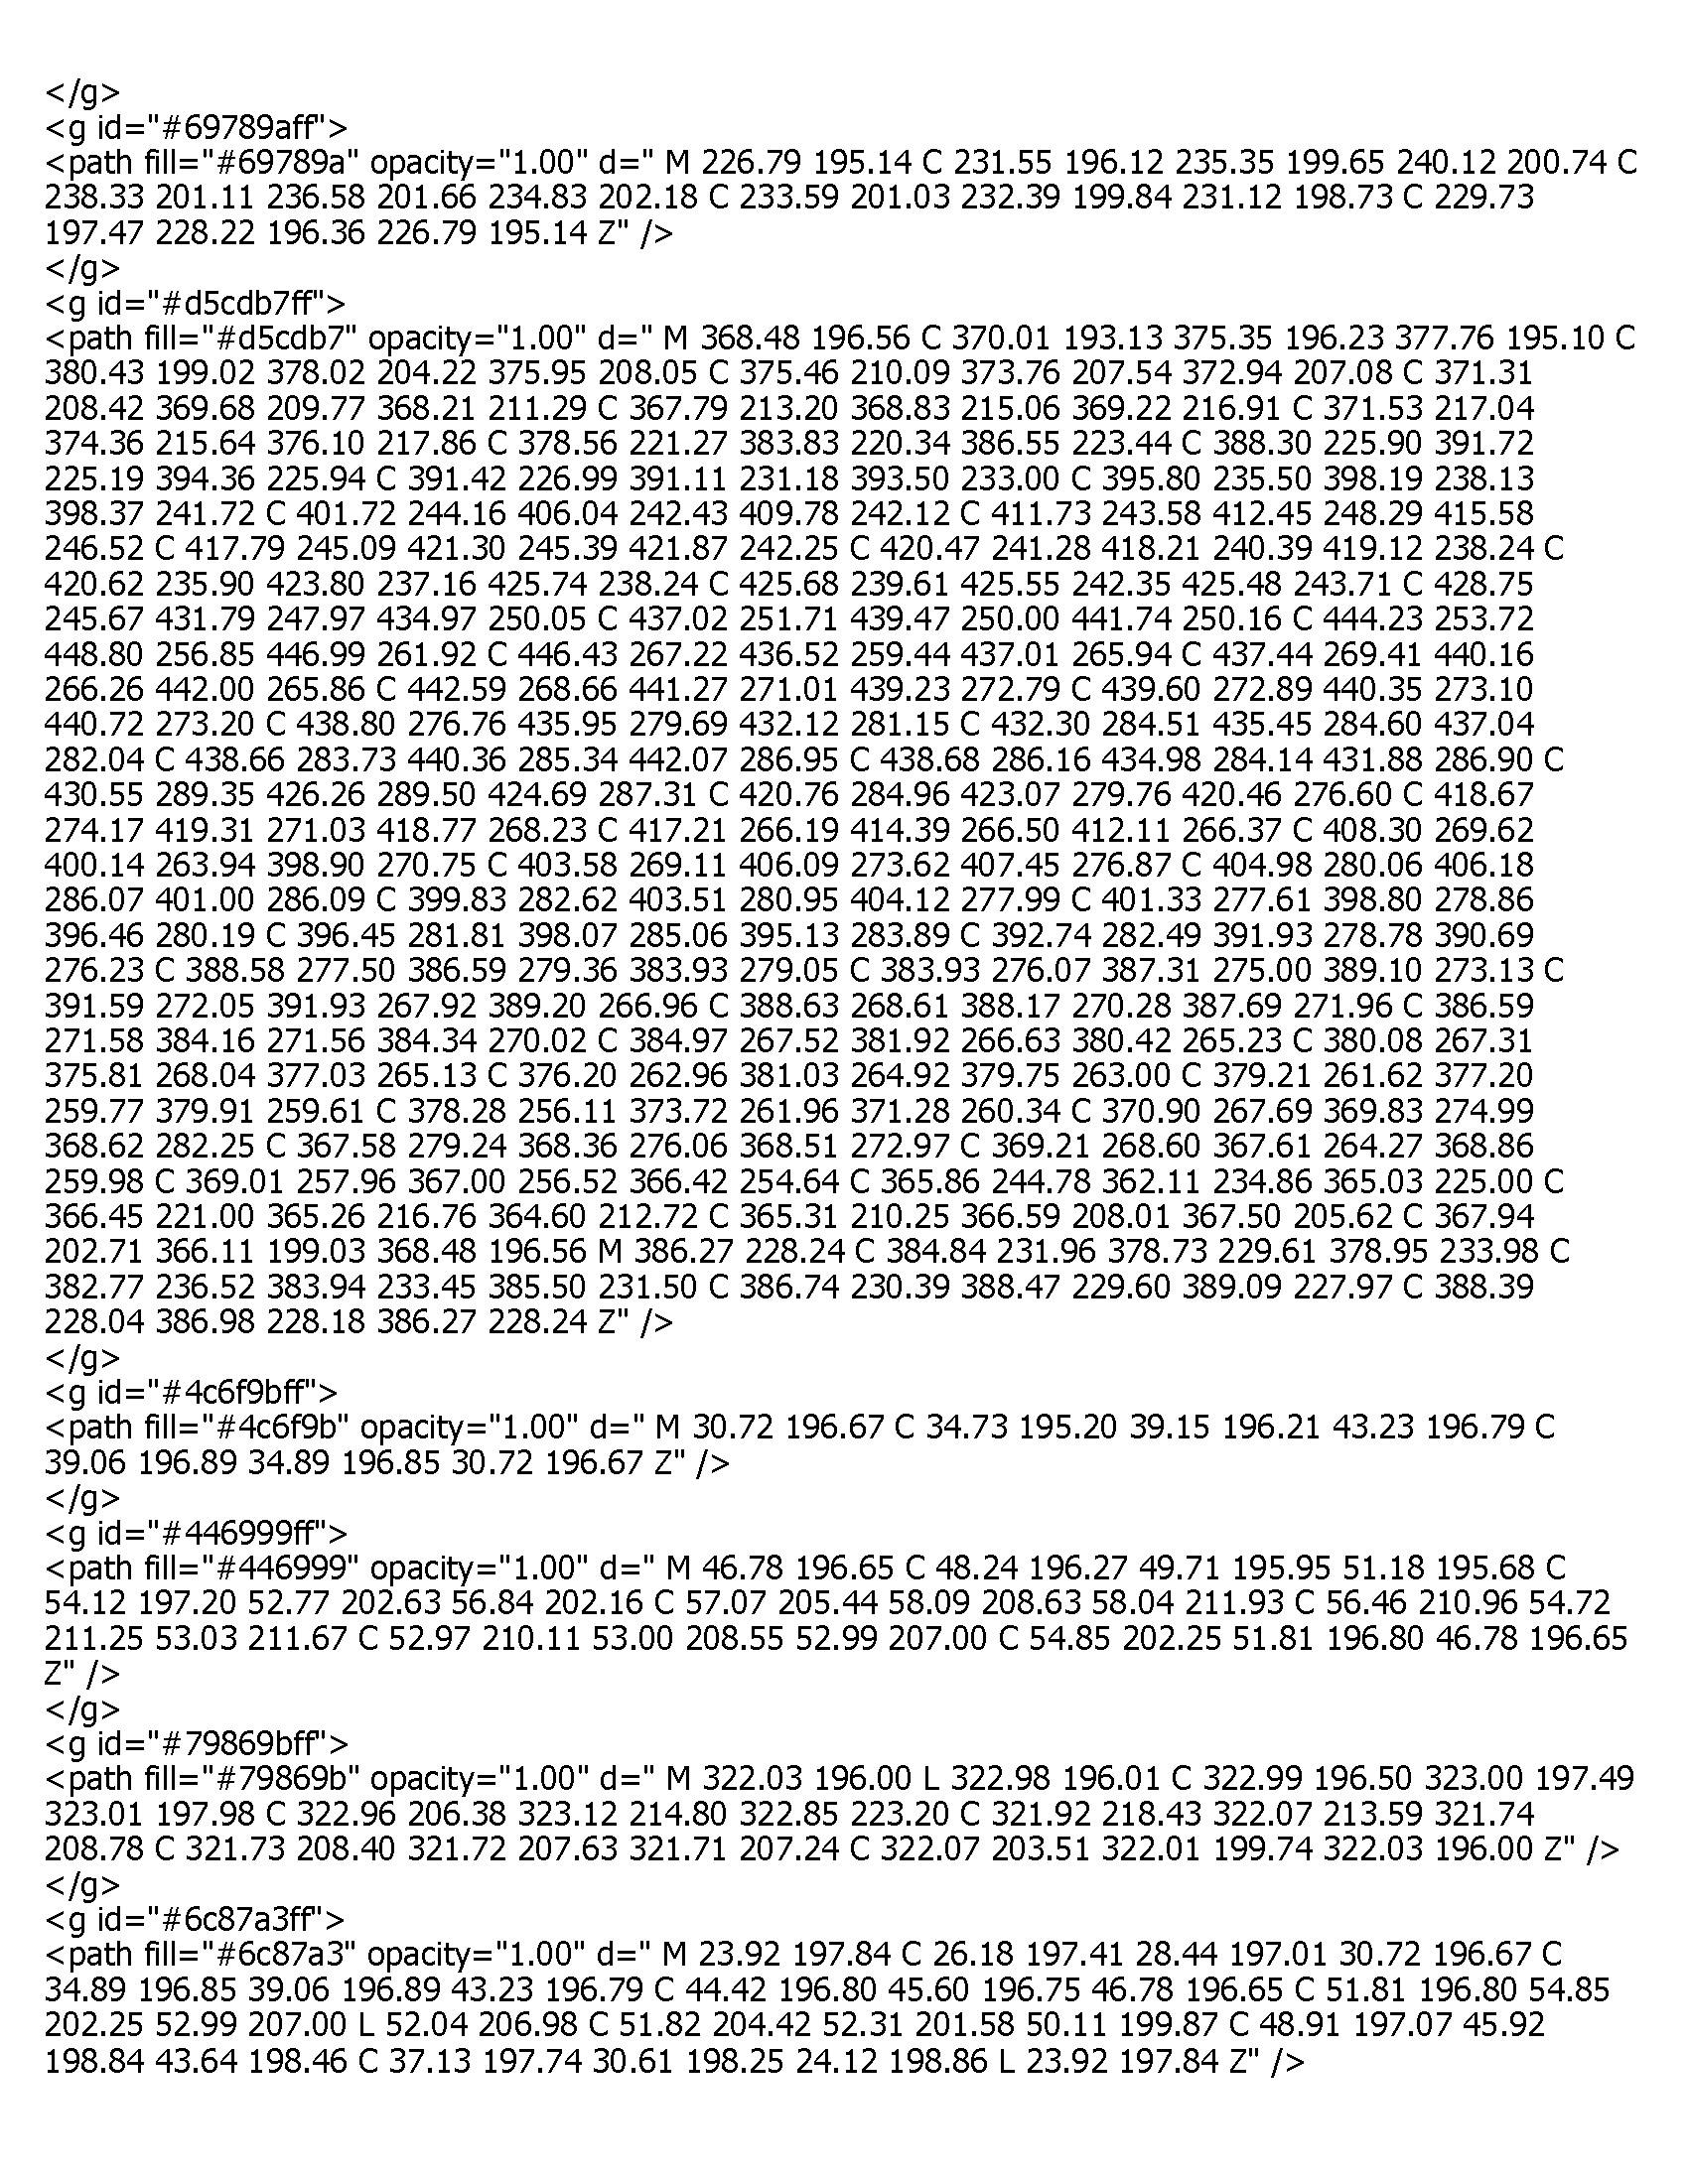 </g>
<g id="#69789aff">
<path fill="#69789a" opacity="1.00" d=" M 226.79 195.14 C 231.55 196.12 235.35 199.65 240.12 200.74 C
238.33 201.11 236.58 201.66 234.83 202.18 C 233.59 201.03 232.39 199.84 231.12 198.73 C 229.73
197.47 228.22 196.36 226.79 195.14 Z" />
</g>
<g id="#d5cdb7ff">
<path fill="#d5cdb7" opacity="1.00" d=" M 368.48 196.56 C 370.01 193.13 375.35 196.23 377.76 195.10 C
380.43 199.02 378.02 204.22 375.95 208.05 C 375.46 210.09 373.76 207.54 372.94 207.08 C 371.31
208.42 369.68 209.77 368.21 211.29 C 367.79 213.20 368.83 215.06 369.22 216.91 C 371.53 217.04
374.36 215.64 376.10 217.86 C 378.56 221.27 383.83 220.34 386.55 223.44 C 388.30 225.90 391.72
225.19 394.36 225.94 C 391.42 226.99 391.11 231.18 393.50 233.00 C 395.80 235.50 398.19 238.13
398.37 241.72 C 401.72 244.16 406.04 242.43 409.78 242.12 C 411.73 243.58 412.45 248.29 415.58
246.52 C 417.79 245.09 421.30 245.39 421.87 242.25 C 420.47 241.28 418.21 240.39 419.12 238.24 C
420.62 235.90 423.80 237.16 425.74 238.24 C 425.68 239.61 425.55 242.35 425.48 243.71 C 428.75
245.67 431.79 247.97 434.97 250.05 C 437.02 251.71 439.47 250.00 441.74 250.16 C 444.23 253.72
448.80 256.85 446.99 261.92 C 446.43 267.22 436.52 259.44 437.01 265.94 C 437.44 269.41 440.16
266.26 442.00 265.86 C 442.59 268.66 441.27 271.01 439.23 272.79 C 439.60 272.89 440.35 273.10
440.72 273.20 C 438.80 276.76 435.95 279.69 432.12 281.15 C 432.30 284.51 435.45 284.60 437.04
282.04 C 438.66 283.73 440.36 285.34 442.07 286.95 C 438.68 286.16 434.98 284.14 431.88 286.90 C
430.55 289.35 426.26 289.50 424.69 287.31 C 420.76 284.96 423.07 279.76 420.46 276.60 C 418.67
274.17 419.31 271.03 418.77 268.23 C 417.21 266.19 414.39 266.50 412.11 266.37 C 408.30 269.62
400.14 263.94 398.90 270.75 C 403.58 269.11 406.09 273.62 407.45 276.87 C 404.98 280.06 406.18
286.07 401.00 286.09 C 399.83 282.62 403.51 280.95 404.12 277.99 C 401.33 277.61 398.80 278.86
396.46 280.19 C 396.45 281.81 398.07 285.06 395.13 283.89 C 392.74 282.49 391.93 278.78 390.69
276.23 C 388.58 277.50 386.59 279.36 383.93 279.05 C 383.93 276.07 387.31 275.00 389.10 273.13 C
391.59 272.05 391.93 267.92 389.20 266.96 C 388.63 268.61 388.17 270.28 387.69 271.96 C 386.59
271.58 384.16 271.56 384.34 270.02 C 384.97 267.52 381.92 266.63 380.42 265.23 C 380.08 267.31
375.81 268.04 377.03 265.13 C 376.20 262.96 381.03 264.92 379.75 263.00 C 379.21 261.62 377.20
259.77 379.91 259.61 C 378.28 256.11 373.72 261.96 371.28 260.34 C 370.90 267.69 369.83 274.99
368.62 282.25 C 367.58 279.24 368.36 276.06 368.51 272.97 C 369.21 268.60 367.61 264.27 368.86
259.98 C 369.01 257.96 367.00 256.52 366.42 254.64 C 365.86 244.78 362.11 234.86 365.03 225.00 C
366.45 221.00 365.26 216.76 364.60 212.72 C 365.31 210.25 366.59 208.01 367.50 205.62 C 367.94
202.71 366.11 199.03 368.48 196.56 M 386.27 228.24 C 384.84 231.96 378.73 229.61 378.95 233.98 C
382.77 236.52 383.94 233.45 385.50 231.50 C 386.74 230.39 388.47 229.60 389.09 227.97 C 388.39
228.04 386.98 228.18 386.27 228.24 Z" />
</g>
<g id="#4c6f9bff">
<path fill="#4c6f9b" opacity="1.00" d=" M 30.72 196.67 C 34.73 195.20 39.15 196.21 43.23 196.79 C
39.06 196.89 34.89 196.85 30.72 196.67 Z" />
</g>
<g id="#446999ff">
<path fill="#446999" opacity="1.00" d=" M 46.78 196.65 C 48.24 196.27 49.71 195.95 51.18 195.68 C
54.12 197.20 52.77 202.63 56.84 202.16 C 57.07 205.44 58.09 208.63 58.04 211.93 C 56.46 210.96 54.72
211.25 53.03 211.67 C 52.97 210.11 53.00 208.55 52.99 207.00 C 54.85 202.25 51.81 196.80 46.78 196.65
Z" />
</g>
<g id="#79869bff">
<path fill="#79869b" opacity="1.00" d=" M 322.03 196.00 L 322.98 196.01 C 322.99 196.50 323.00 197.49
323.01 197.98 C 322.96 206.38 323.12 214.80 322.85 223.20 C 321.92 218.43 322.07 213.59 321.74
208.78 C 321.73 208.40 321.72 207.63 321.71 207.24 C 322.07 203.51 322.01 199.74 322.03 196.00 Z" />
</g>
<g id="#6c87a3ff">
<path fill="#6c87a3" opacity="1.00" d=" M 23.92 197.84 C 26.18 197.41 28.44 197.01 30.72 196.67 C
34.89 196.85 39.06 196.89 43.23 196.79 C 44.42 196.80 45.60 196.75 46.78 196.65 C 51.81 196.80 54.85
202.25 52.99 207.00 L 52.04 206.98 C 51.82 204.42 52.31 201.58 50.11 199.87 C 48.91 197.07 45.92
198.84 43.64 198.46 C 37.13 197.74 30.61 198.25 24.12 198.86 L 23.92 197.84 Z" />